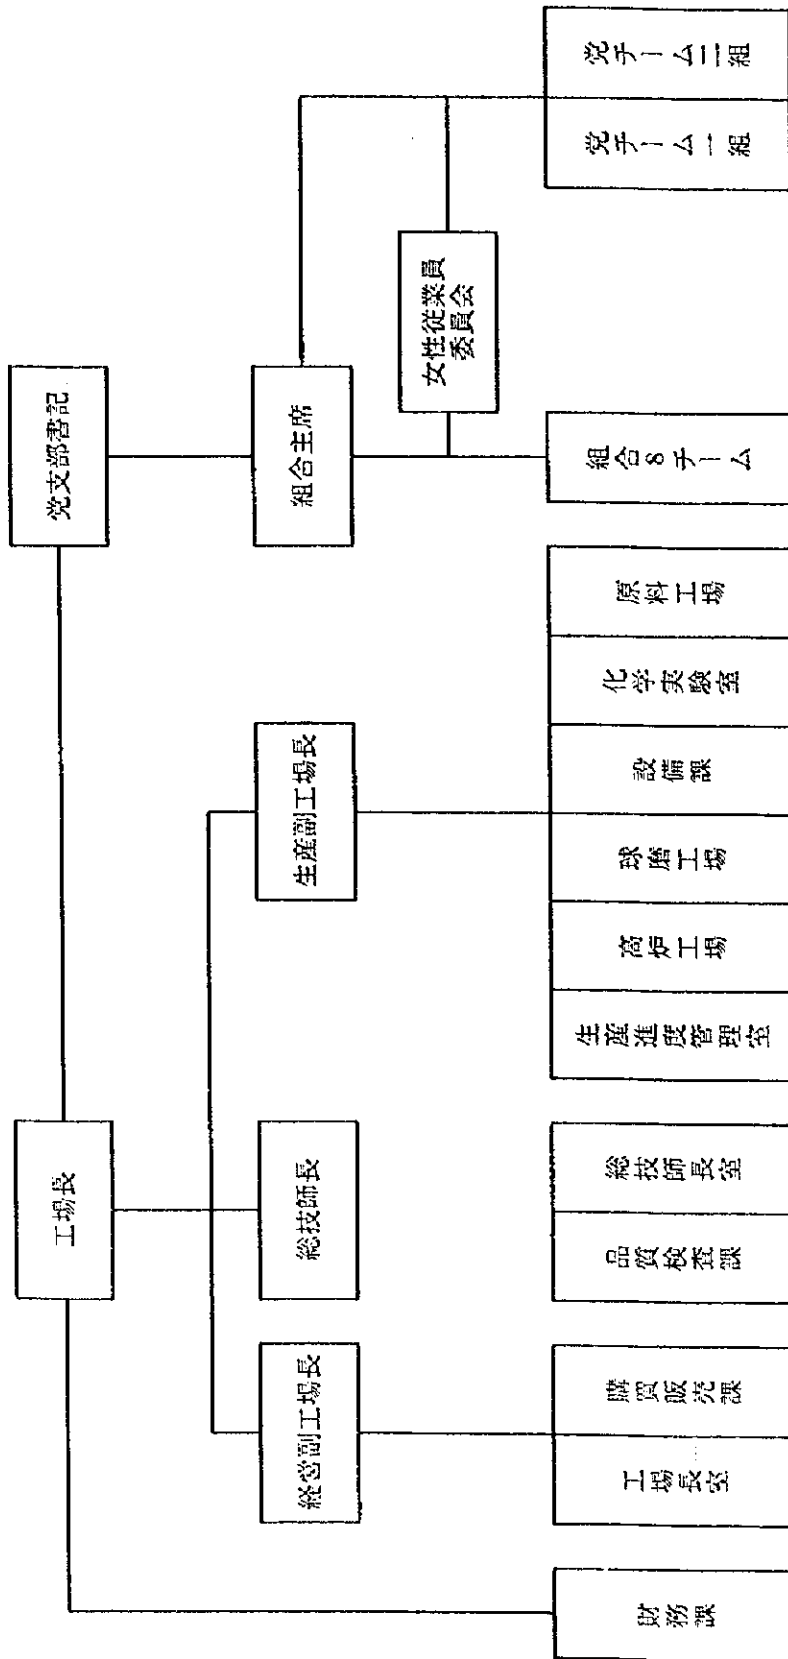 工場長
党支部書記
経営副工場長
総技師長
生産副工場長
組合主席
女性従業員
委員会
財務課
工場長室
購買販売課
品質検査課
総技師長室
生産進度管理室
高炉工場
球磨工場
設備課
化学実験室
原料工場
組合8チーム
党チーム一組
党チーム二組